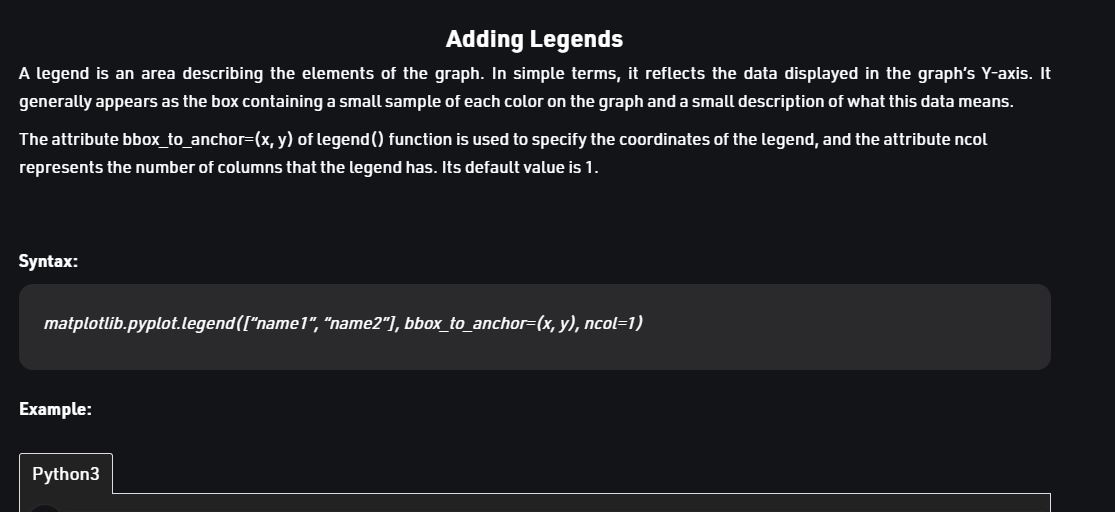 Adding Legends
A legend is an area describing the elements of the graph. In simple terms, it reflects the data displayed in the graph's Y-axis. It
generally appears as the box containing a small sample of each color on the graph and a small description of what this data means.
The attribute bbox_to_anchor=(x, y) of legend() function is used to specify the coordinates of the legend, and the attribute ncol
represents the number of columns that the legend has. Its default value is 1.
Syntax:
matplotlib.pyplot.legend([“name1”, “name2”], bbox_to_anchor=(x, y), ncol=1)
Example:
Python3